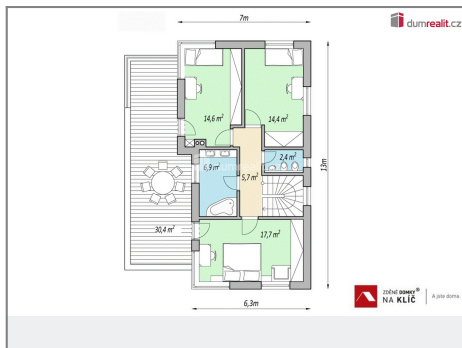 7m
dumrealit.cz
14,6 m²
14,4 m²
2,4 m²
6,9 m²
5,7 m²
13m
30,4 m²
17,7 m²
6,3m
ZDĚNÉ DOMKY®
NA KLÍČ
A jste doma.